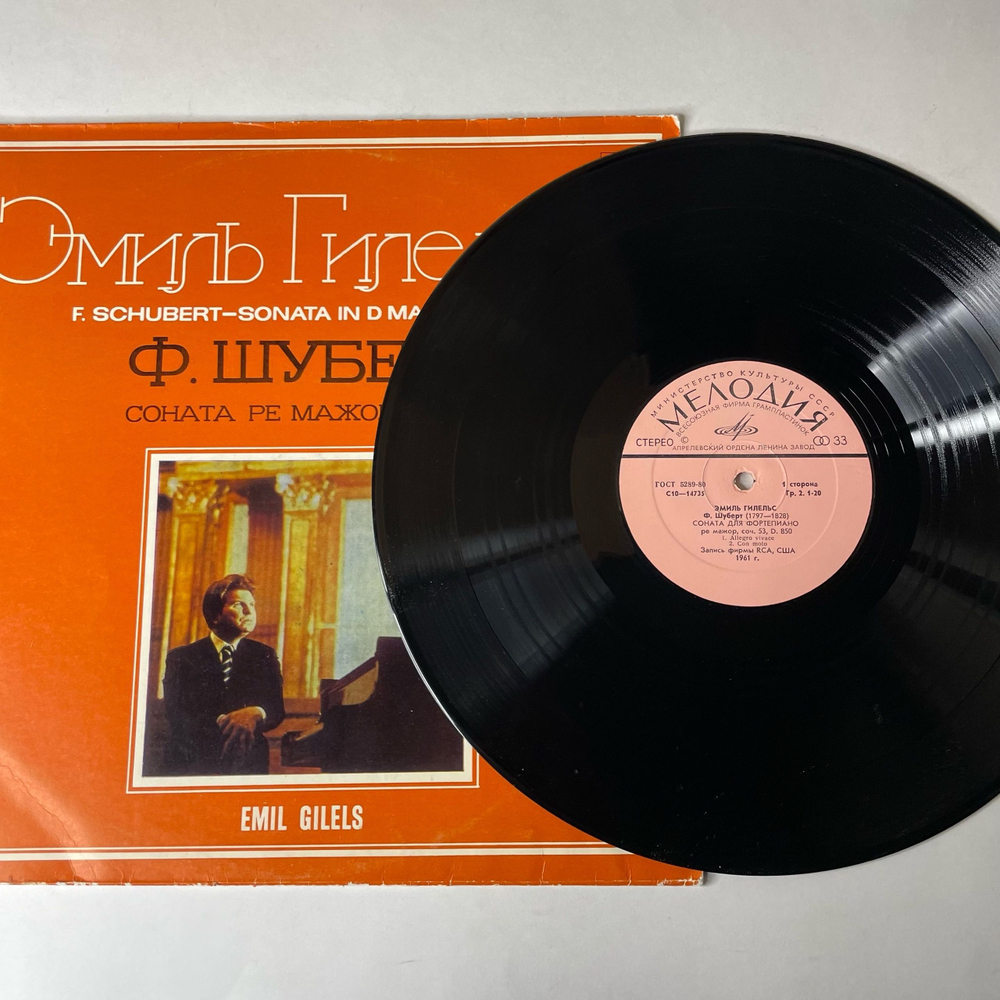 Эмиль Гилел
F. SCHUBERT–SONATA IN D MA
Ф. ШУБЕ
СОНАТА РЕ МАЖО
EMIL GILELS
МИНИСТЕРСТВО КУЛЬТУРЫ СССР
МЕЛОДИЯ
ВСЕСОЮЗНАЯ ФИРМА ГРАМПЛАСТИНОК
СТЕРЕО 33
АПРЕЛЕВСКИЙ ОРДЕНА ЛЕНИНА ЗАВОД
ГОСТ 5289-80 1 сторона
С10—14735 Гр. 2. 1-20
ЭМИЛЬ ГИЛЕЛЬС
Ф. Шуберт (1797—1828)
СОНАТА ДЛЯ ФОРТЕПИАНО
ре мажор, соч. 53, D. 850
1. Allegro vivace
2. Con moto
Запись фирмы RCA, США
1961 г.